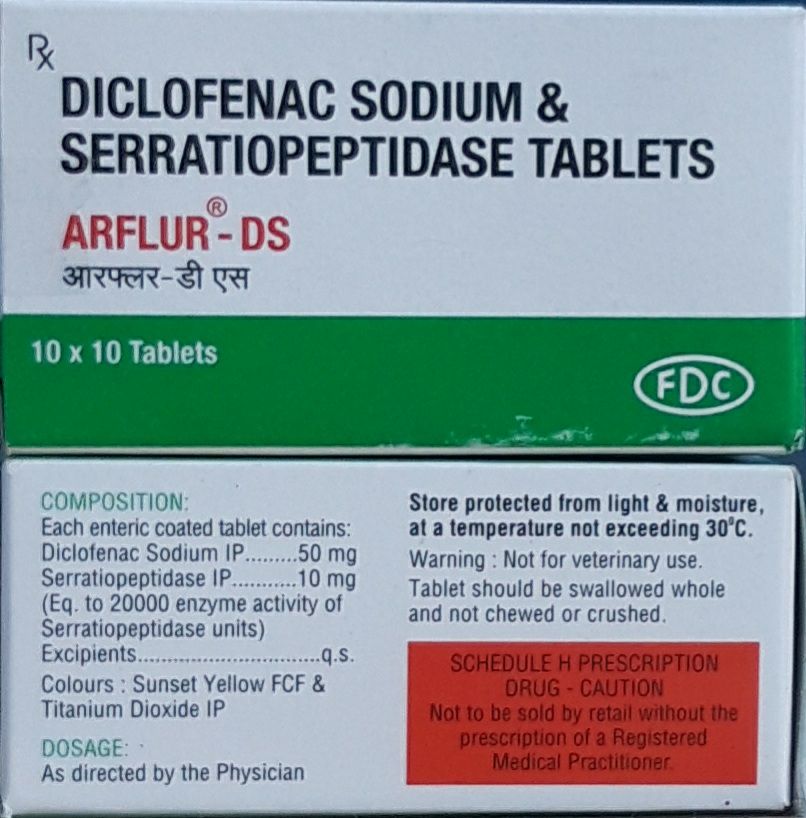 Rx
DICLOFENAC SODIUM &
SERRATIOPEPTIDASE TABLETS
ARFLUR®-DS
आरफ्लर-डी एस
10 x 10 Tablets
FDC
COMPOSITION:
Each enteric coated tablet contains:
Diclofenac Sodium IP.........50 mg
Serratiopeptidase IP...........10 mg
(Eq. to 20000 enzyme activity of
Serratiopeptidase units)
Excipients...............................q.s.
Colours : Sunset Yellow FCF &
Titanium Dioxide IP
DOSAGE:
As directed by the Physician
Store protected from light & moisture,
at a temperature not exceeding 30°C.
Warning : Not for veterinary use.
Tablet should be swallowed whole
and not chewed or crushed.
SCHEDULE H PRESCRIPTION
DRUG - CAUTION
Not to be sold by retail without the
prescription of a Registered
Medical Practitioner.